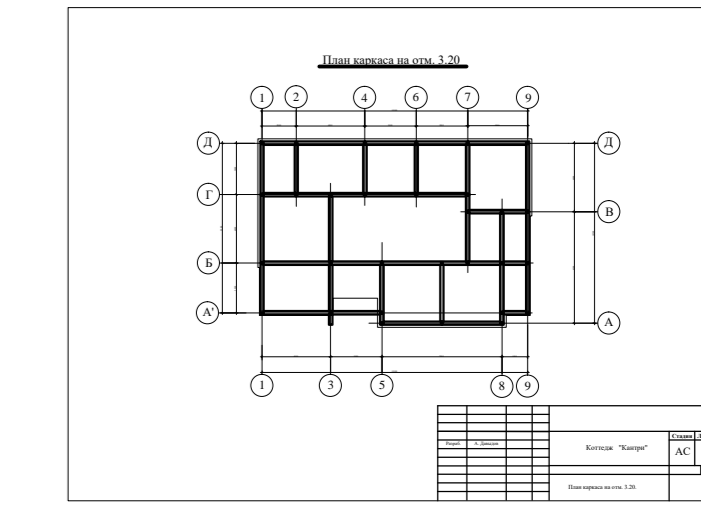 План каркаса на отм. 3.20
1 2 4 6 7 9
Д Д
Г
В
Б
А' А
1 3 5 8 9
Стадия
Разраб. А. Давыдов
Коттедж "Кантри"
АС
План каркаса на отм. 3.20.